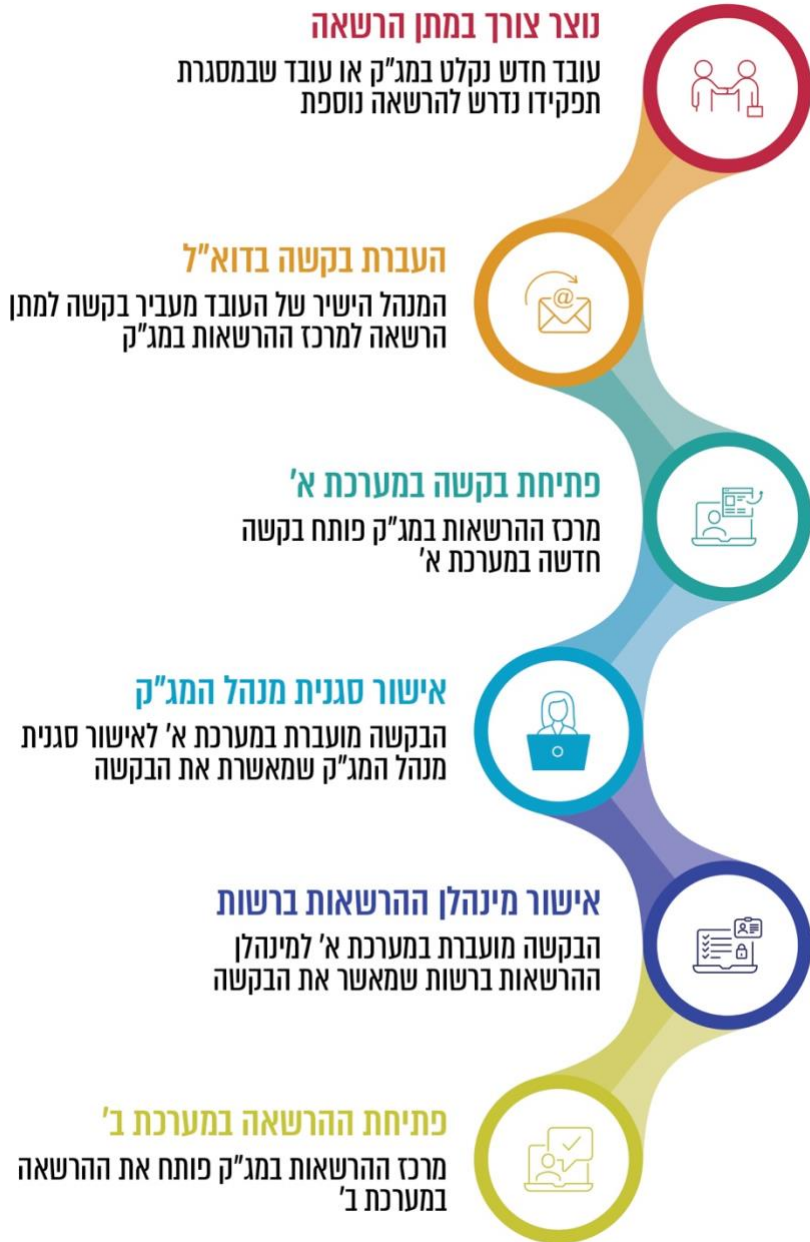 נוצר צורך במתן הרשאה
עובד חדש נקלט במג"ק או עובד שבמסגרת
תפקידו נדרש להרשאה נוספת
העברת בקשה בדוא"ל
המנהל הישיר של העובד מעביר בקשה למתן
הרשאה למרכז ההרשאות במג"ק
@
פתיחת בקשה במערכת א'
מרכז ההרשאות במג"ק פותח בקשה
חדשה במערכת א'
אישור סגנית מנהל המג"ק
הבקשה מועברת במערכת א' לאישור סגנית
מנהל המג"ק שמאשרת את הבקשה
אישור מינהלן ההרשאות ברשות
הבקשה מועברת במערכת א' למינהלן
ההרשאות ברשות שמאשר את הבקשה
פתיחת ההרשאה במערכת ב'
מרכז ההרשאות במג"ק פותח את ההרשאה
במערכת ב'